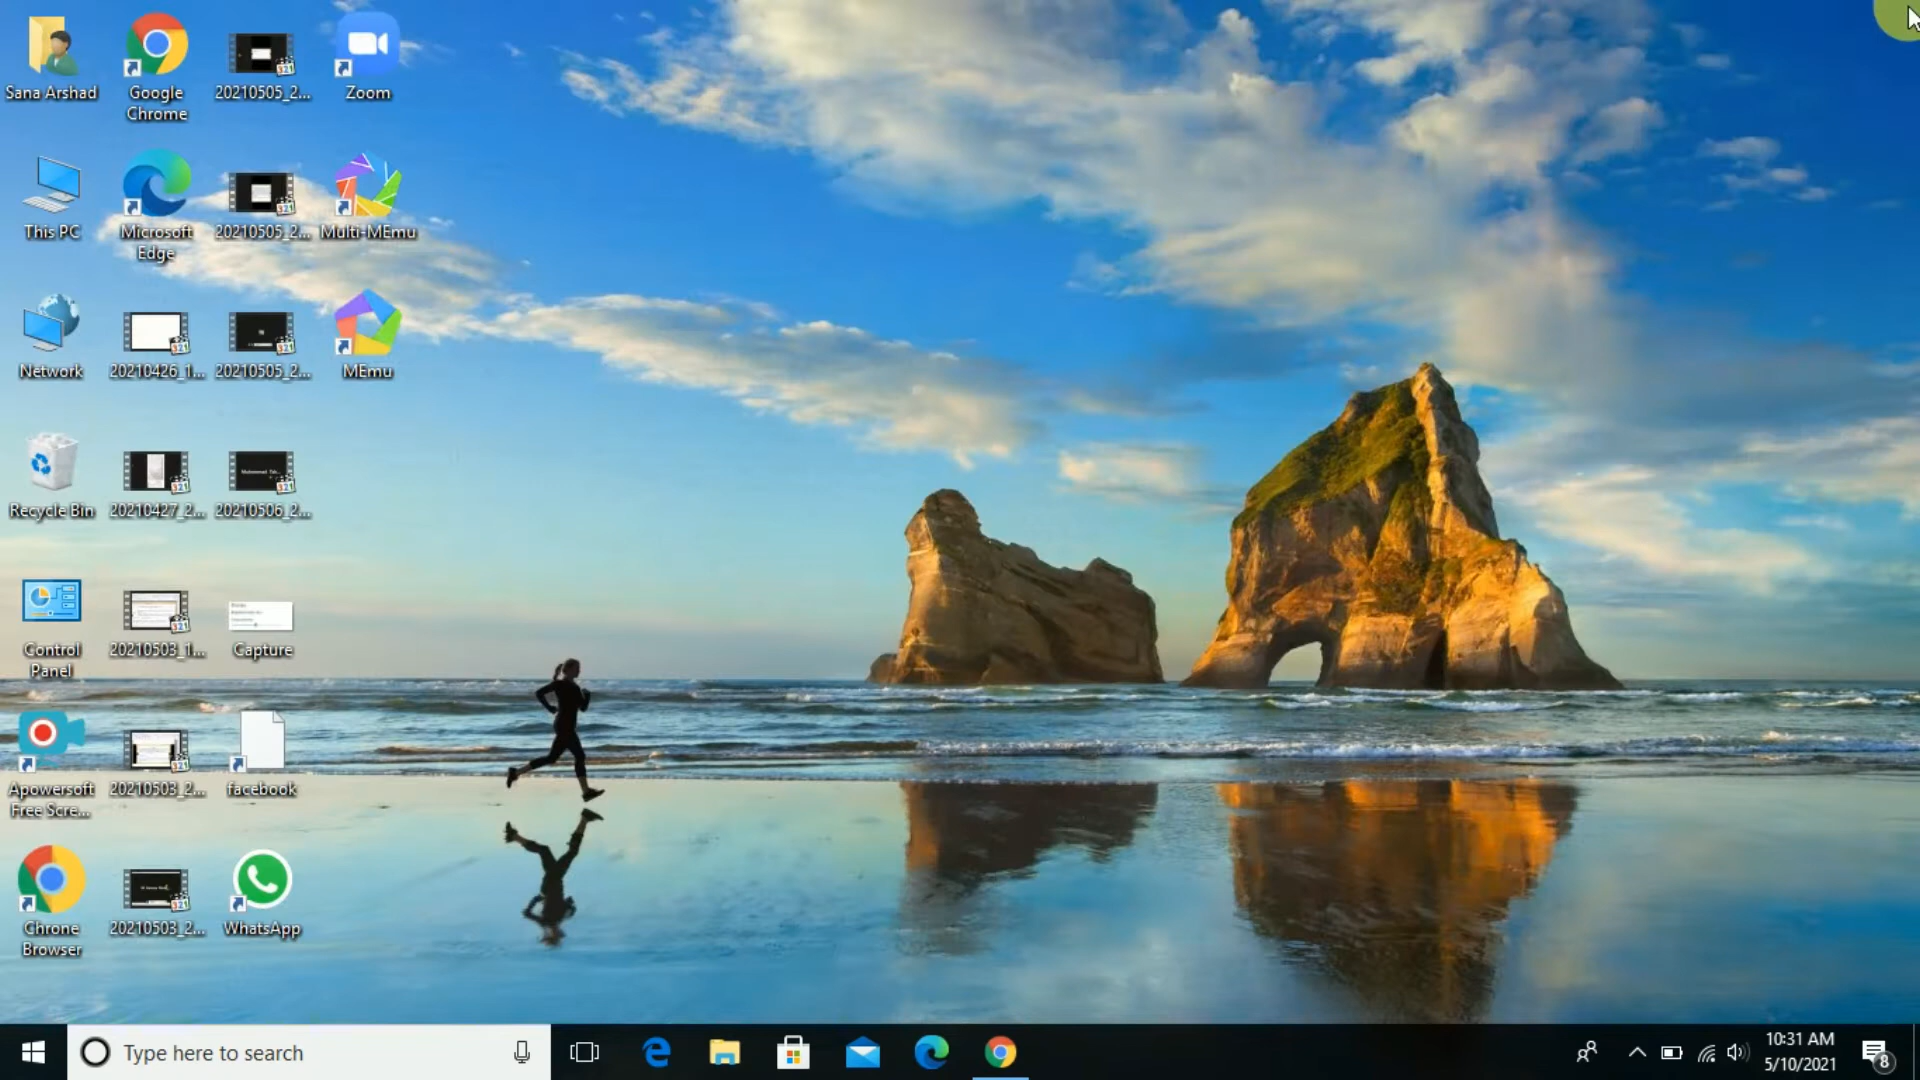 Sana Arshad
Google
Chrome
20210505_2...
Zoom
This PC
Microsoft
Edge
20210505_2...
Multi-MEmu
Network
20210426_1...
20210505_2...
MEmu
Recycle Bin
20210427_2...
20210506_2...
Control
Panel
20210503_1...
Capture
Apowersoft
Free Scre...
20210503_2...
facebook
Chrone
Browser
20210503_2...
WhatsApp
Type here to search
10:31 AM
5/10/2021
8